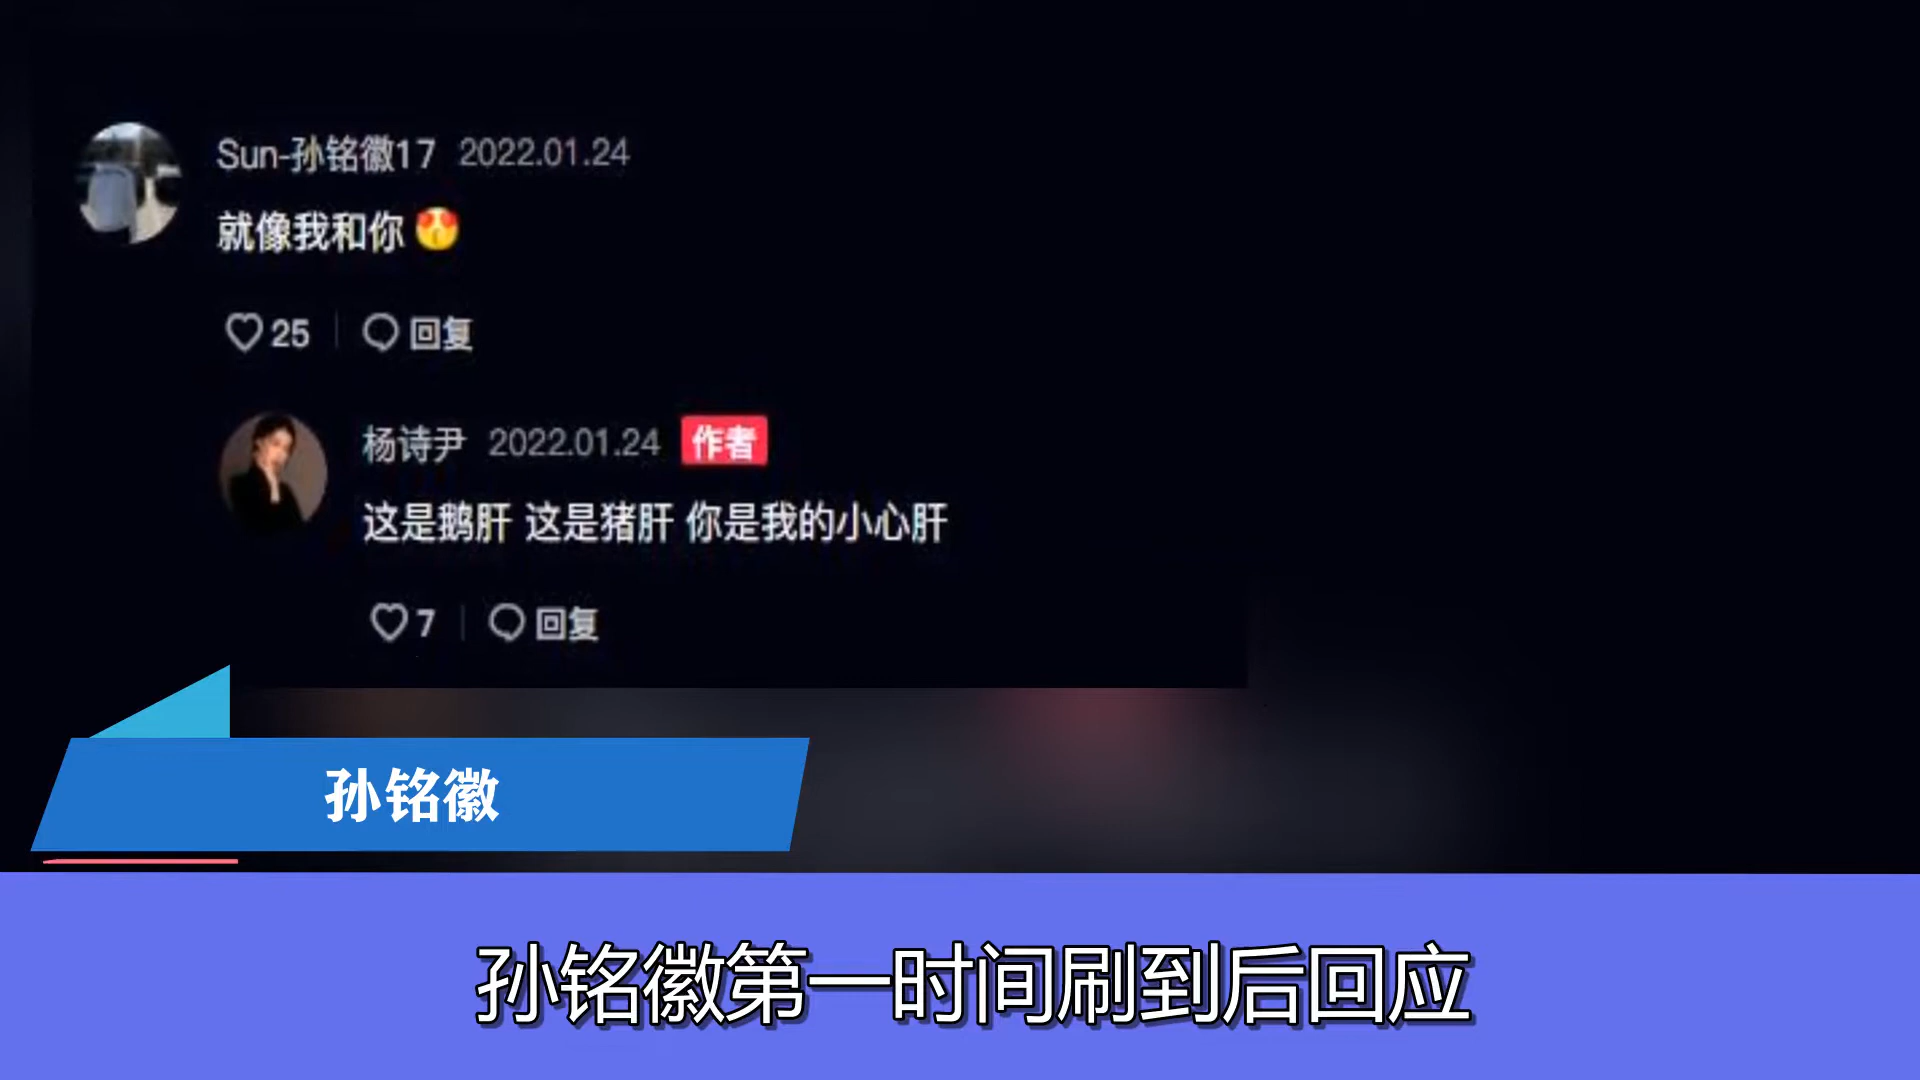 Sun-孙铭徽17 2022.01.24
就像我和你😍
25 回复
杨诗尹 2022.01.24 作者
这是鹅肝 这是猪肝 你是我的小心肝
7 回复
孙铭徽
孙铭徽第一时间刷到后回应